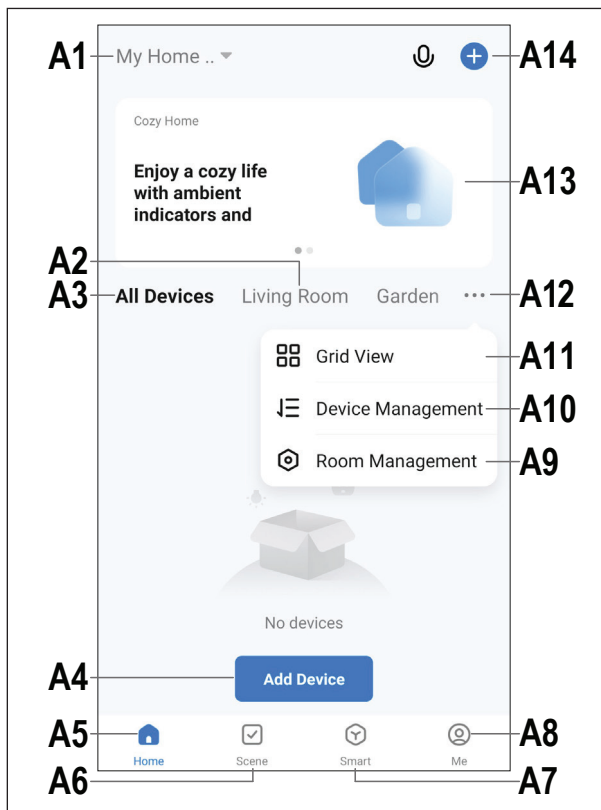 A1 My Home .. A14
Cozy Home
Enjoy a cozy life
with ambient
indicators and
A13
A2
A3 All Devices Living Room Garden ... A12
Grid View A11
Device Management A10
Room Management A9
No devices
A4 Add Device
A5 A8
Home Scene Smart Me
A6 A7